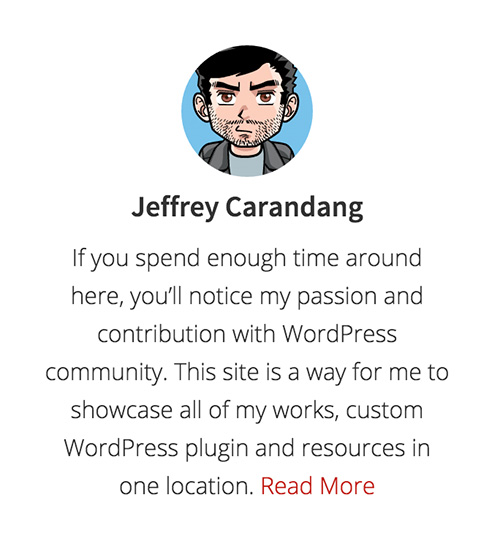 Jeffrey Carandang
If you spend enough time around
here, you’ll notice my passion and
contribution with WordPress
community. This site is a way for me to
showcase all of my works, custom
WordPress plugin and resources in
one location. Read More